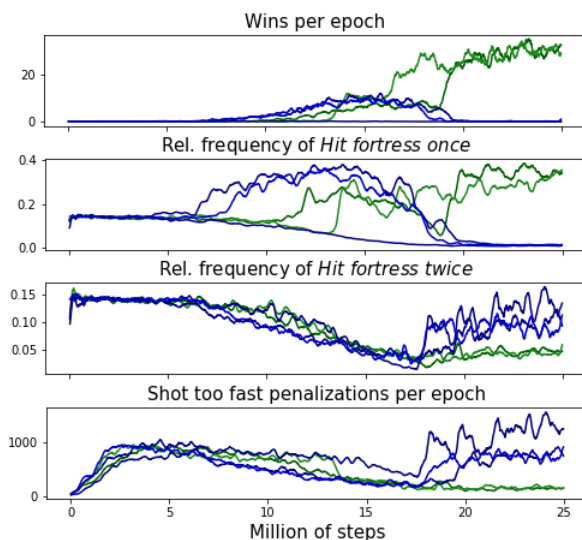 Wins per epoch
20
0
Rel. frequency of Hit fortress once
0.4
0.2
0.0
Rel. frequency of Hit fortress twice
0.15
0.10
0.05
Shot too fast penalizations per epoch
1000
0
0 5 10 15 20 25
Million of steps